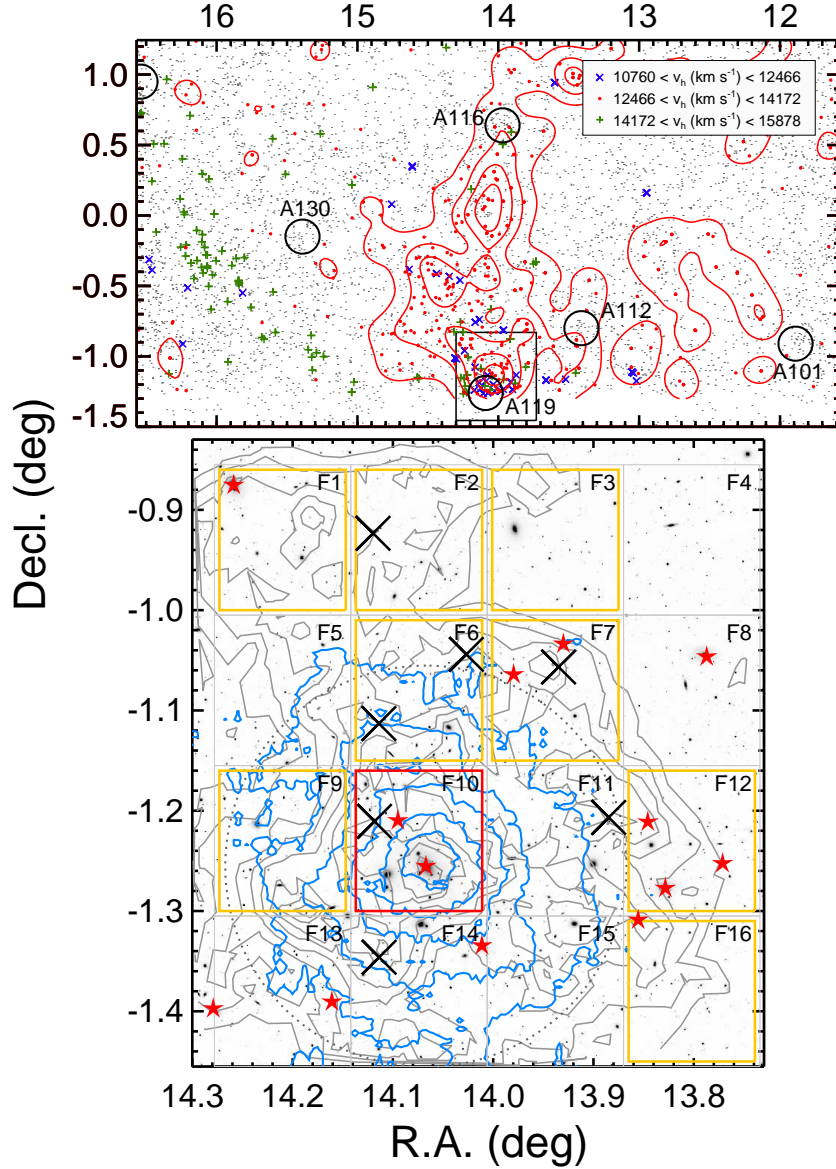 16 15 14 13 12
10760 < v_h (km s⁻¹) < 12466
12466 < v_h (km s⁻¹) < 14172
14172 < v_h (km s⁻¹) < 15878
1.0
0.5
0.0
-0.5
-1.0
-1.5
A116
A130
A112
A101
A119
Decl. (deg)
-0.9
-1.0
-1.1
-1.2
-1.3
-1.4
F1 F2 F3 F4
F5 F6 F7 F8
F9 F10 F11 F12
F13 F14 F15 F16
14.3 14.2 14.1 14.0 13.9 13.8
R.A. (deg)